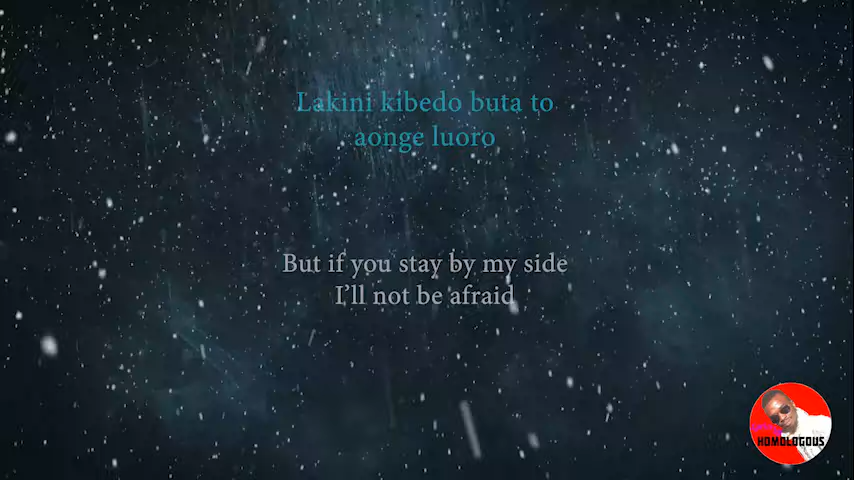 Lakini kibedo buta to
aonge luoro
But if you stay by my side
I'll not be afraid
HOMOLOGOUS